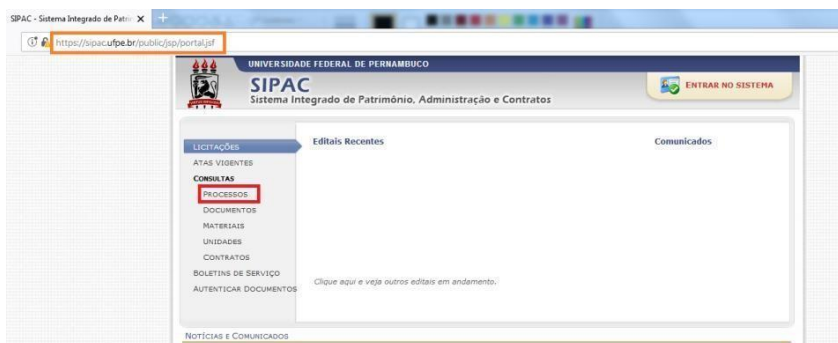 SIPAC - Sistema Integrado de Patri
https://sipac.ufpe.br/public/jsp/portal.jsf
UNIVERSIDADE FEDERAL DE PERNAMBUCO
SIPAC
Sistema Integrado de Patrimônio, Administração e Contratos
ENTRAR NO SISTEMA
LICITAÇÕES
ATAS VIGENTES
CONSULTAS
PROCESSOS
DOCUMENTOS
MATERIAIS
UNIDADES
CONTRATOS
BOLETINS DE SERVIÇO
AUTENTICAR DOCUMENTOS
Editais Recentes
Clique aqui e veja outros editais em andamento.
Comunicados
NOTÍCIAS E COMUNICADOS